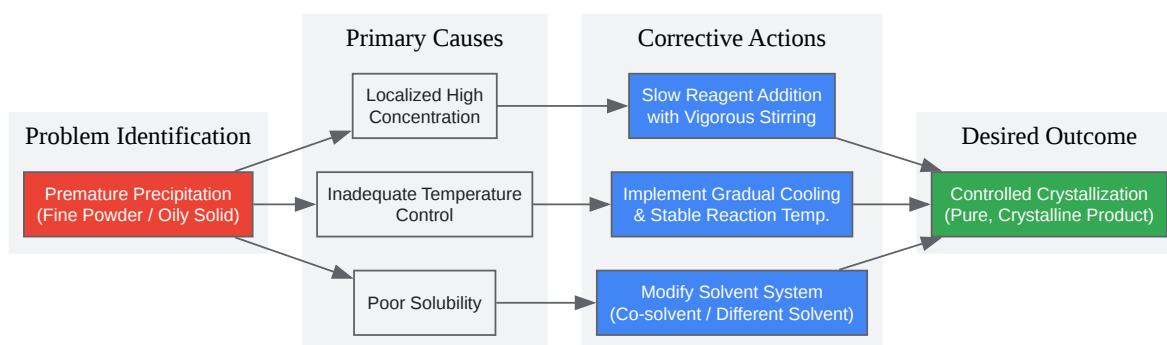 Problem Identification
Premature Precipitation
(Fine Powder / Oily Solid)
Primary Causes
Localized High
Concentration
Inadequate Temperature
Control
Poor Solubility
Corrective Actions
Slow Reagent Addition
with Vigorous Stirring
Implement Gradual Cooling
& Stable Reaction Temp.
Modify Solvent System
(Co-solvent / Different Solvent)
Desired Outcome
Controlled Crystallization
(Pure, Crystalline Product)